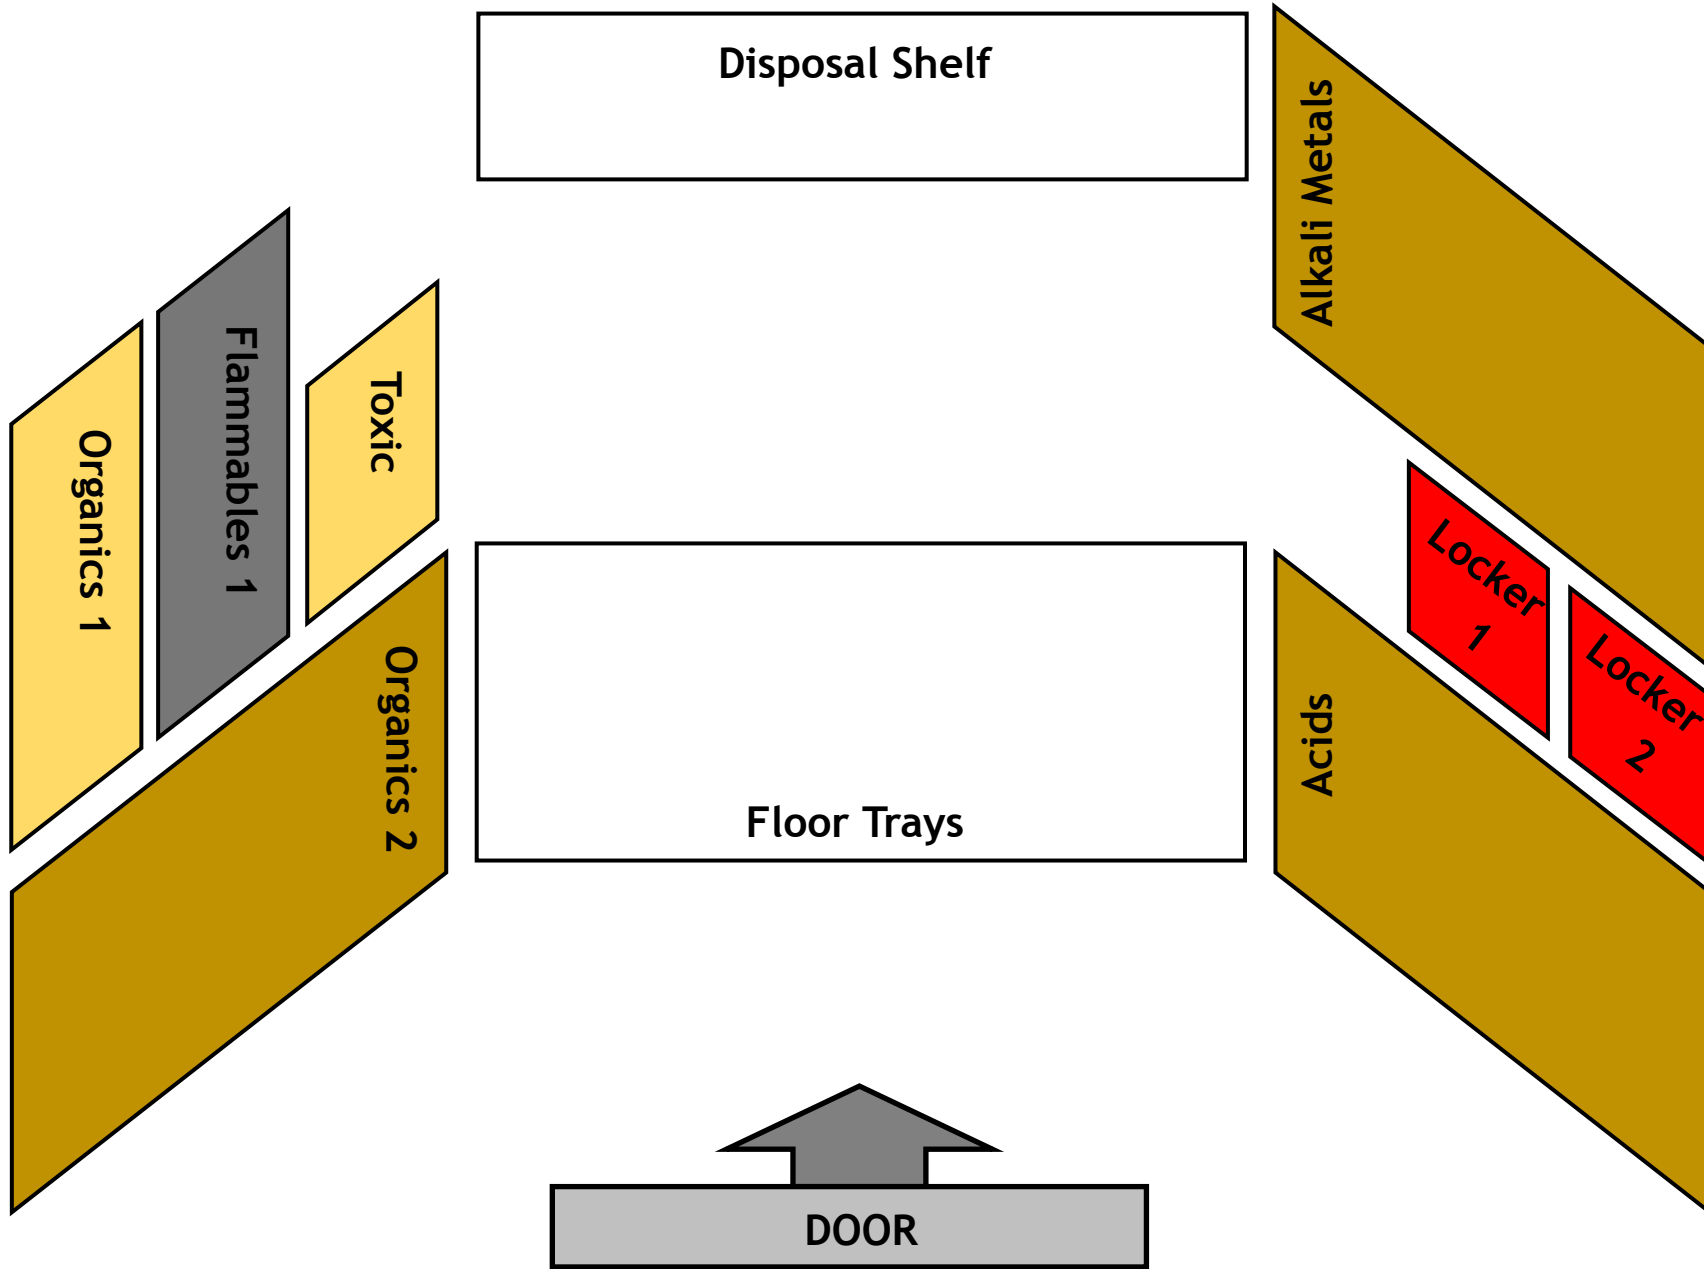 Disposal Shelf
Alkali Metals
Organics 1
Flammables 1
Toxic
Locker
1
Locker
2
Organics 2
Floor Trays
Acids
DOOR